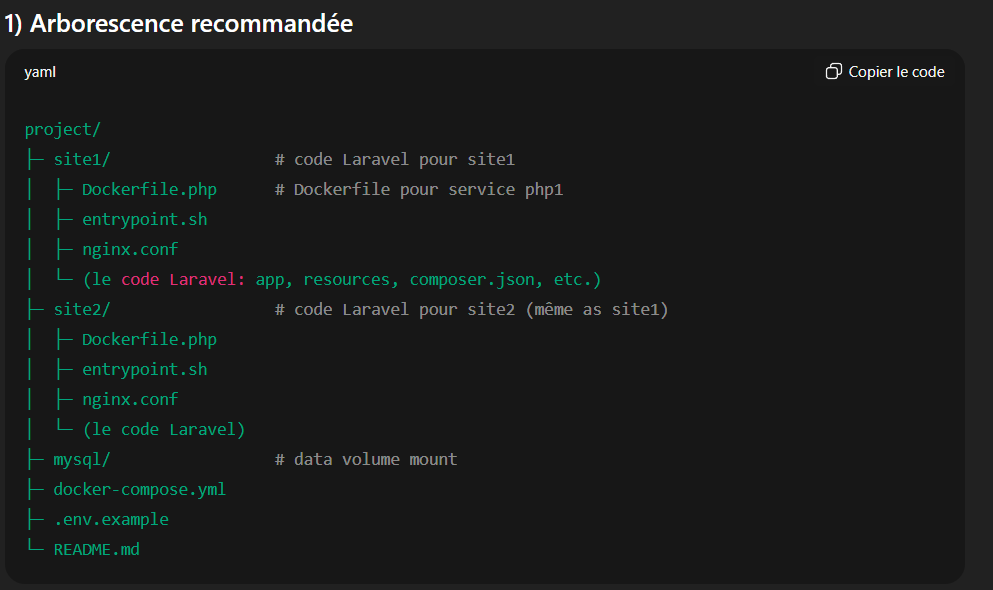 1) Arborescence recommandée
yaml
Copier le code
project/
├─ site1/                 # code Laravel pour site1
│  ├─ Dockerfile.php      # Dockerfile pour service php1
│  ├─ entrypoint.sh
│  ├─ nginx.conf
│  └─ (le code Laravel: app, resources, composer.json, etc.)
├─ site2/                 # code Laravel pour site2 (même as site1)
│  ├─ Dockerfile.php
│  ├─ entrypoint.sh
│  ├─ nginx.conf
│  └─ (le code Laravel)
├─ mysql/                 # data volume mount
├─ docker-compose.yml
├─ .env.example
└─ README.md